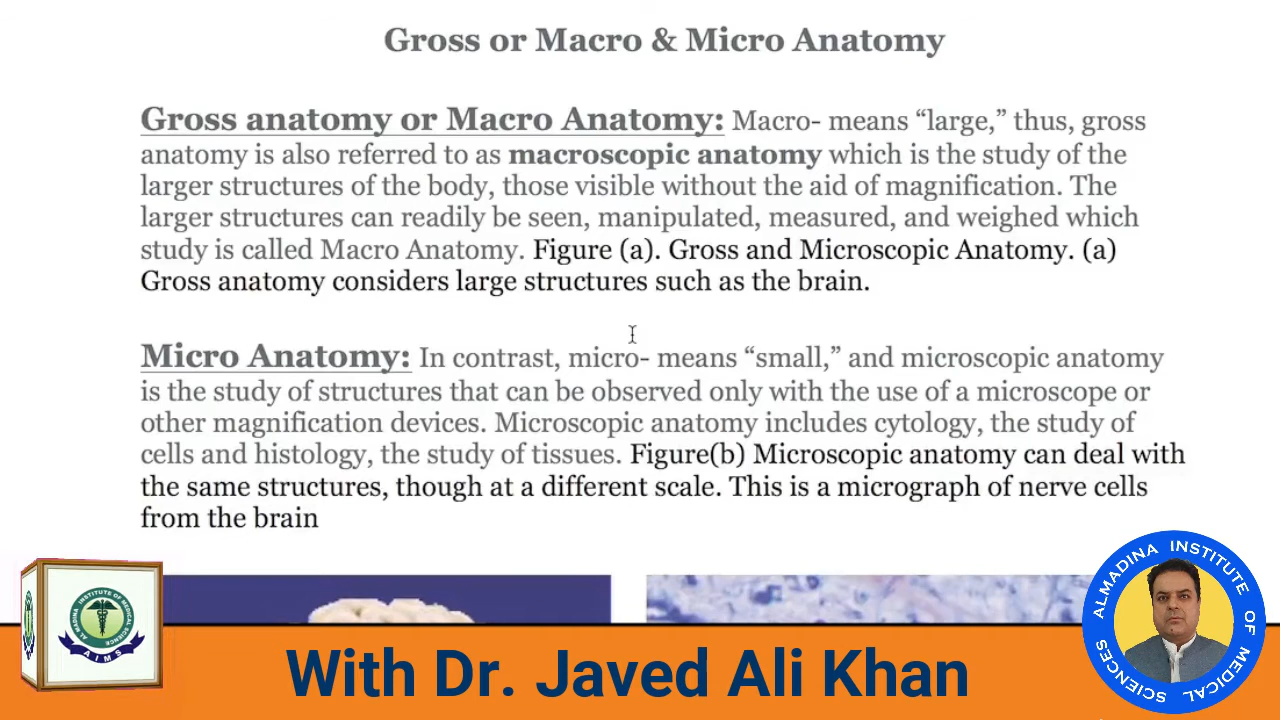 Gross or Macro & Micro Anatomy
Gross anatomy or Macro Anatomy: Macro- means “large,” thus, gross
anatomy is also referred to as macroscopic anatomy which is the study of the
larger structures of the body, those visible without the aid of magnification. The
larger structures can readily be seen, manipulated, measured, and weighed which
study is called Macro Anatomy. Figure (a). Gross and Microscopic Anatomy. (a)
Gross anatomy considers large structures such as the brain.
Micro Anatomy: In contrast, micro- means “small,” and microscopic anatomy
is the study of structures that can be observed only with the use of a microscope or
other magnification devices. Microscopic anatomy includes cytology, the study of
cells and histology, the study of tissues. Figure(b) Microscopic anatomy can deal with
the same structures, though at a different scale. This is a micrograph of nerve cells
from the brain
AL MADINA INSTITUTE OF MEDICAL SCIENCE
AIMS
With Dr. Javed Ali Khan
ALMADINA INSTITUTE OF MEDICAL SCIENCES